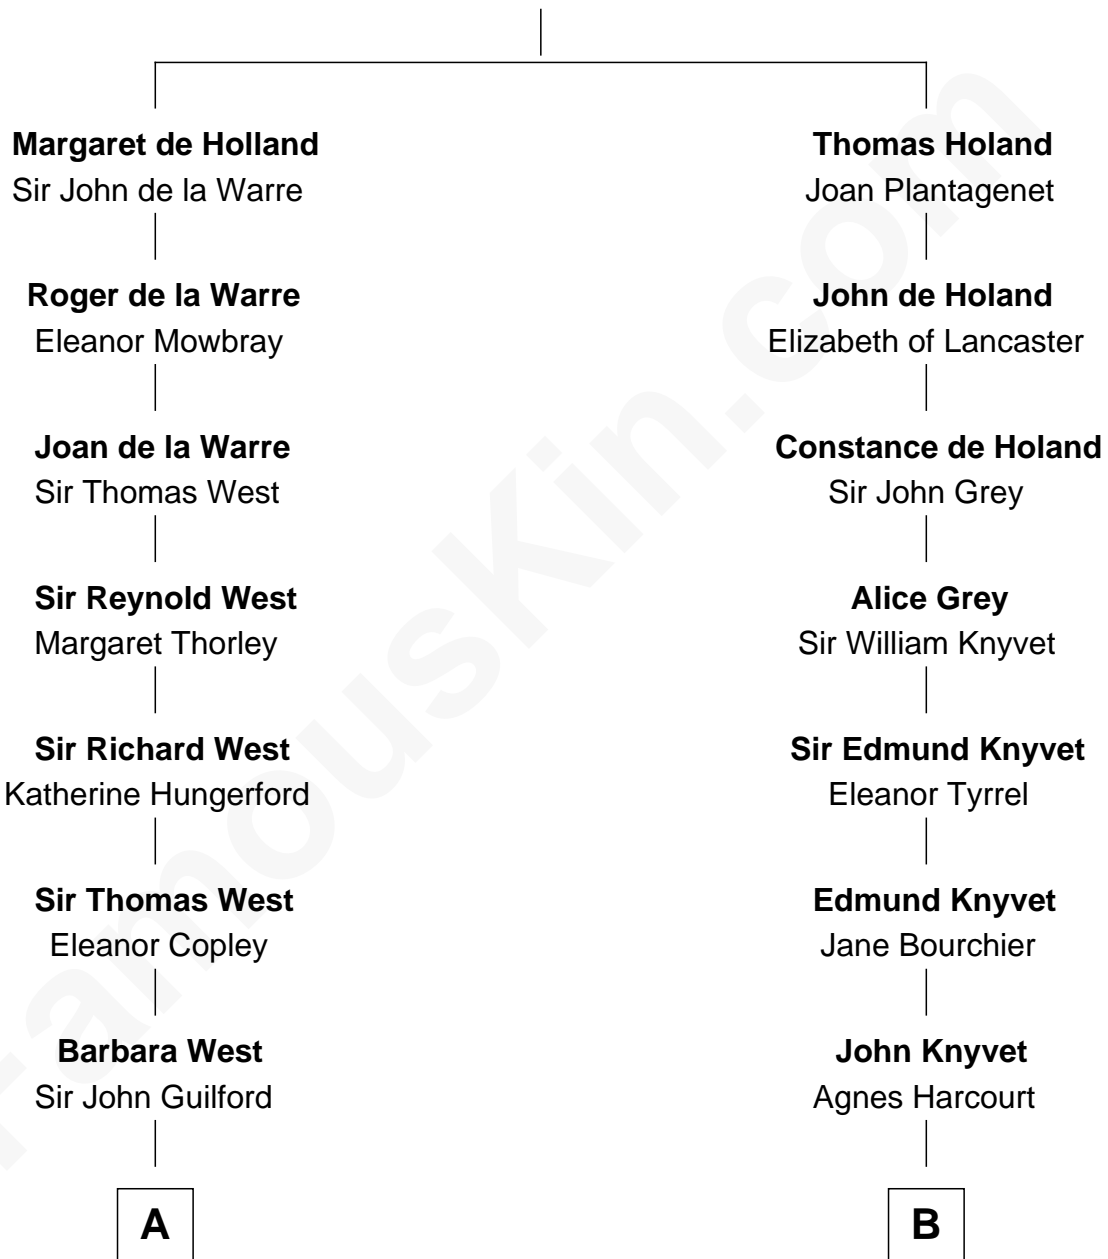 Margaret de Holland
Sir John de la Warre
Thomas Holand
Joan Plantagenet
Roger de la Warre
Eleanor Mowbray
John de Holand
Elizabeth of Lancaster
Joan de la Warre
Sir Thomas West
Constance de Holand
Sir John Grey
Sir Reynold West
Margaret Thorley
Alice Grey
Sir William Knyvet
Sir Richard West
Katherine Hungerford
Sir Edmund Knyvet
Eleanor Tyrrel
Sir Thomas West
Eleanor Copley
Edmund Knyvet
Jane Bourchier
Barbara West
Sir John Guilford
John Knyvet
Agnes Harcourt
A
B
FamousKin.com